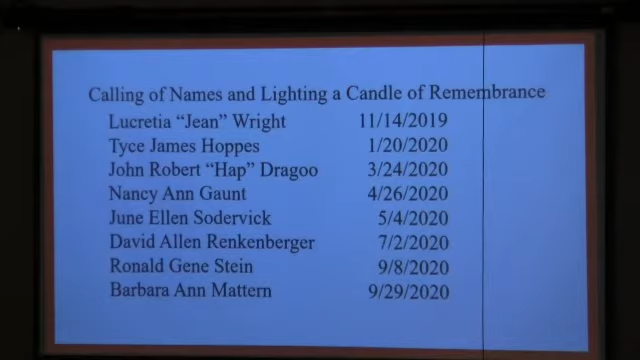 Calling of Names and Lighting a Candle of Remembrance
Lucretia “Jean” Wright 11/14/2019
Tyce James Hoppes 1/20/2020
John Robert “Hap” Dragoo 3/24/2020
Nancy Ann Gaunt 4/26/2020
June Ellen Sodervick 5/4/2020
David Allen Renkenberger 7/2/2020
Ronald Gene Stein 9/8/2020
Barbara Ann Mattern 9/29/2020